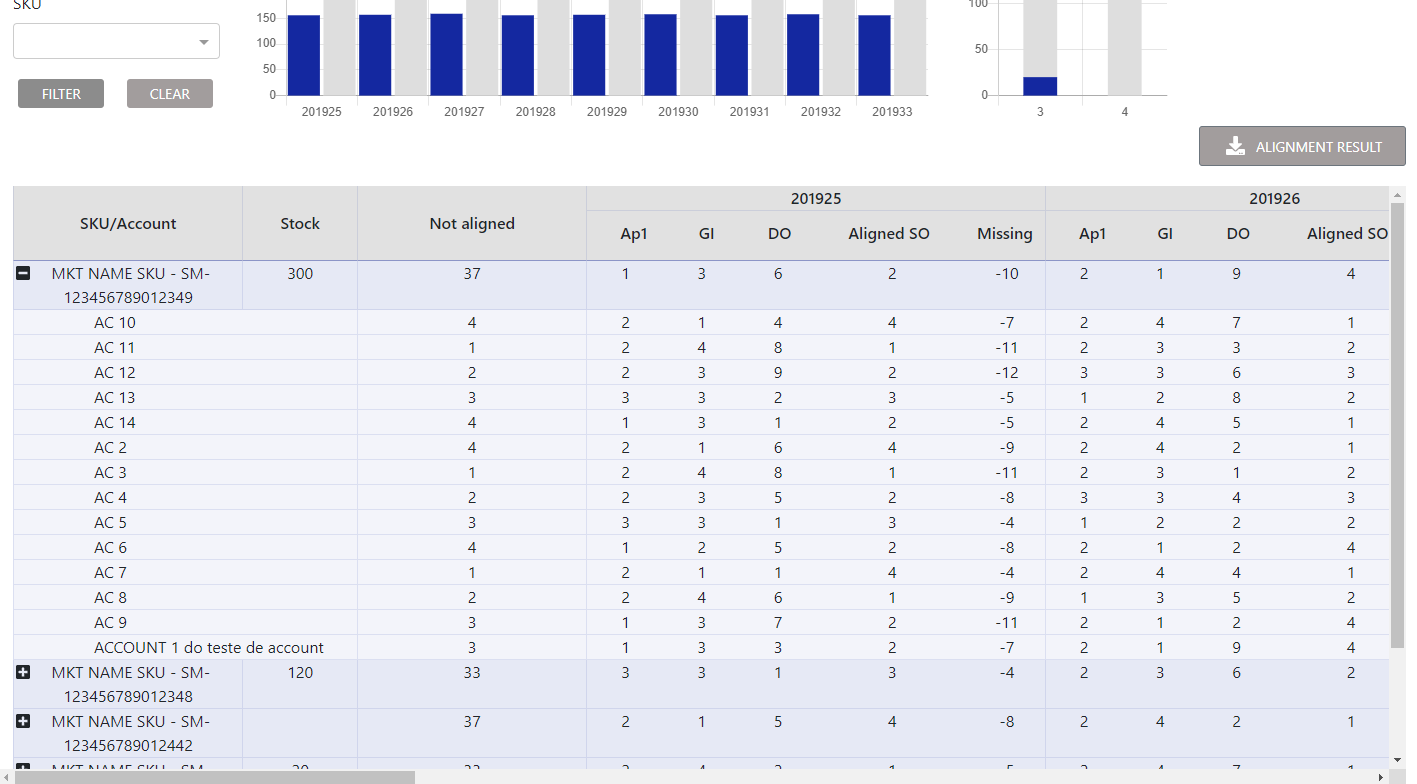 SKU
FILTER CLEAR
150
100
50
0
201925 201926 201927 201928 201929 201930 201931 201932 201933
100
50
0
3 4
ALIGNMENT RESULT
SKU/Account Stock Not aligned 201925 201926
Ap1 GI DO Aligned SO Missing Ap1 GI DO Aligned SO
MKT NAME SKU - SM- 300 37 1 3 6 2 -10 2 1 9 4
123456789012349
AC 10 4 2 1 4 4 -7 2 4 7 1
AC 11 1 2 4 8 1 -11 2 3 3 2
AC 12 2 2 3 9 2 -12 3 3 6 3
AC 13 3 3 3 2 3 -5 1 2 8 2
AC 14 4 1 3 1 2 -5 2 4 5 1
AC 2 4 2 1 6 4 -9 2 4 2 1
AC 3 1 2 4 8 1 -11 2 3 1 2
AC 4 2 2 3 5 2 -8 3 3 4 3
AC 5 3 3 3 1 3 -4 1 2 2 2
AC 6 4 1 2 5 2 -8 2 1 2 4
AC 7 1 2 1 1 4 -4 2 4 4 1
AC 8 2 2 4 6 1 -9 1 3 5 2
AC 9 3 1 3 7 2 -11 2 1 2 4
ACCOUNT 1 do teste de account 3 1 3 3 2 -7 2 1 9 4
MKT NAME SKU - SM- 120 33 3 3 1 3 -4 2 3 6 2
123456789012348
MKT NAME SKU - SM- 37 2 1 5 4 -8 2 4 2 1
123456789012442
MKT NAME SKU - SM-